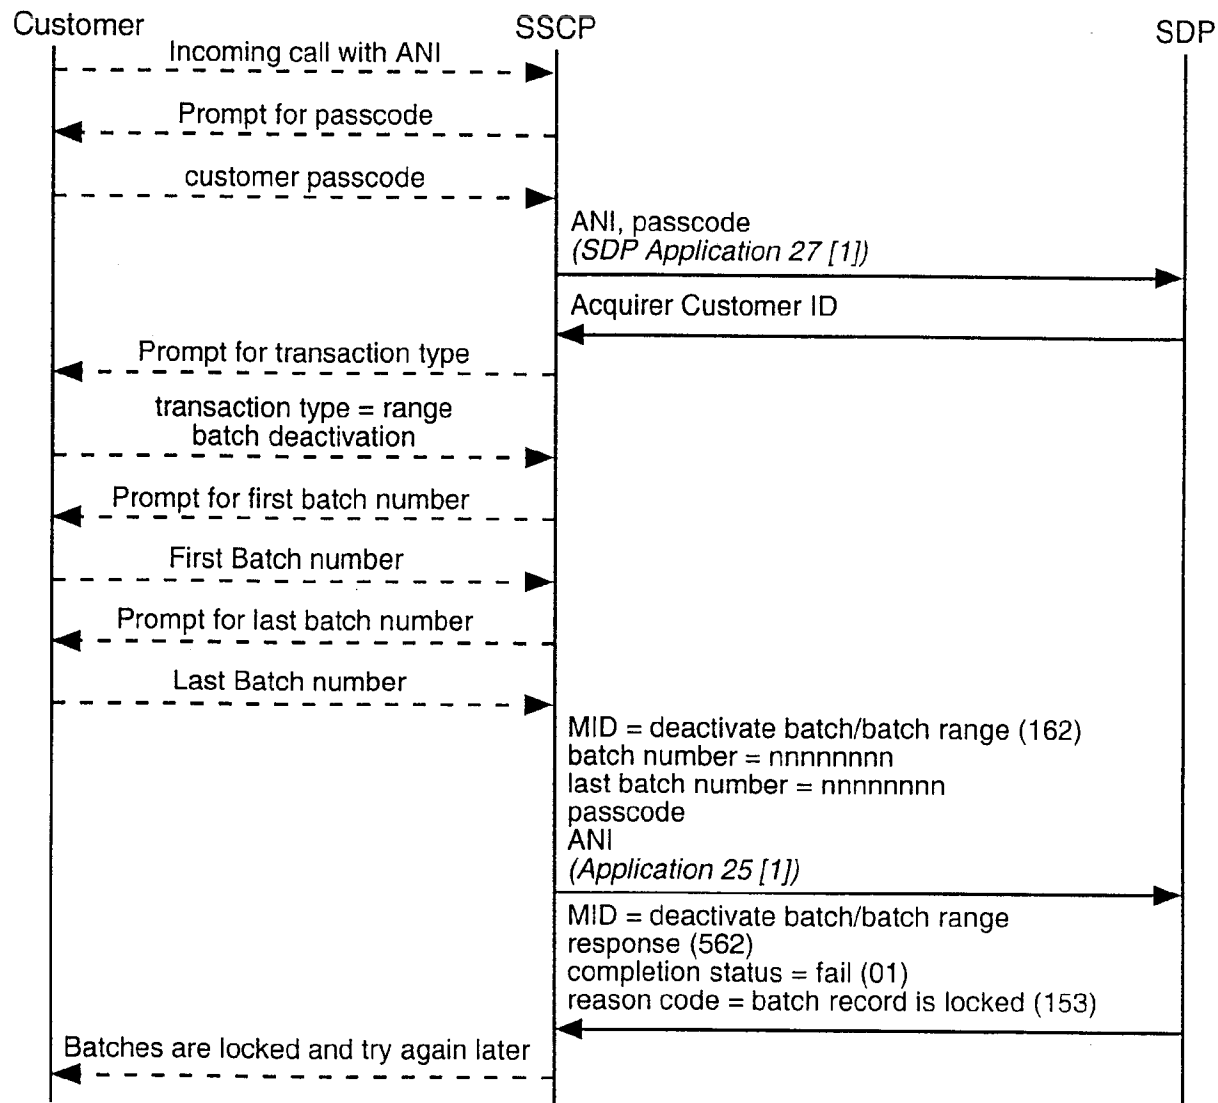 Customer
SSCP
SDP
Incoming call with ANI
Prompt for passcode
customer passcode
ANI, passcode
(SDP Application 27 [1])
Acquirer Customer ID
Prompt for transaction type
transaction type = range
batch deactivation
Prompt for first batch number
First Batch number
Prompt for last batch number
Last Batch number
MID = deactivate batch/batch range (162)
batch number = nnnnnnnnn
last batch number = nnnnnnnnn
passcode
ANI
(Application 25 [1])
MID = deactivate batch/batch range
response (562)
completion status = fail (01)
reason code = batch record is locked (153)
Batches are locked and try again later